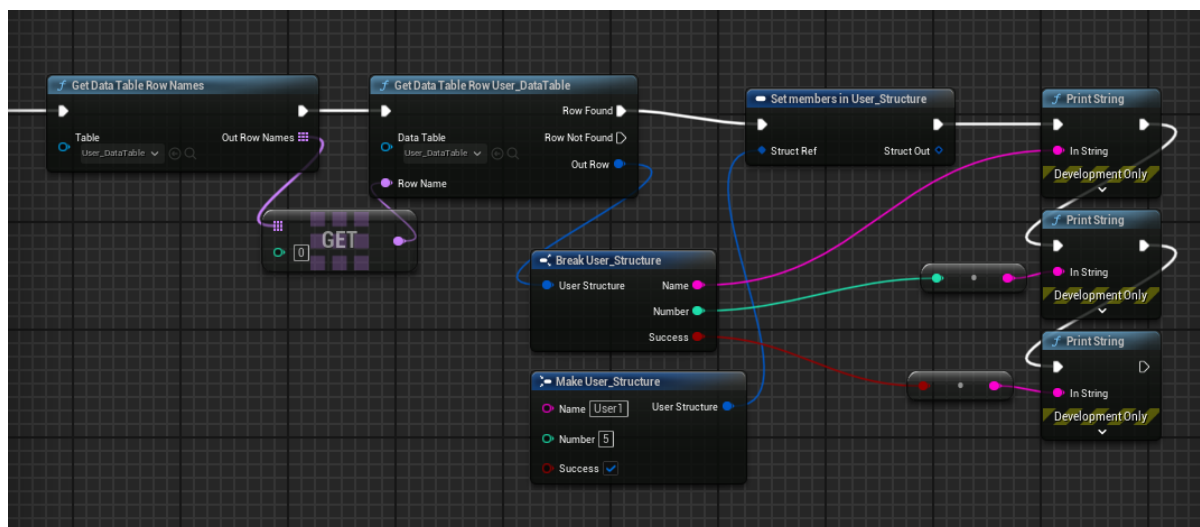 Get Data Table Row Names
Table
User_DataTable
Out Row Names
GET
0
Get Data Table Row User_DataTable
Row Found
Data Table
User_DataTable
Row Not Found
Out Row
Row Name
Break User_Structure
User Structure
Name
Number
Success
Make User_Structure
Name User1
User Structure
Number 5
Success
Set members in User_Structure
Struct Ref
Struct Out
Print String
In String
Development Only
Print String
In String
Development Only
Print String
In String
Development Only